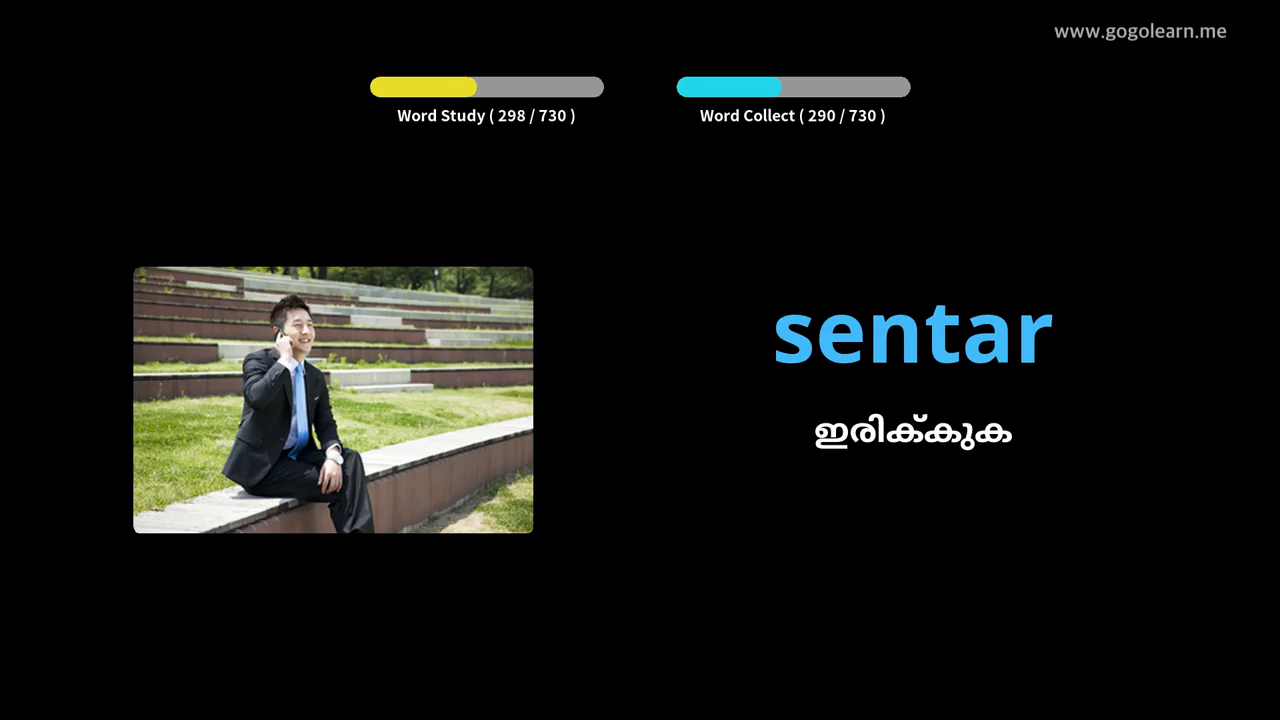 www.gogolearn.me
Word Study ( 298 / 730 )
Word Collect ( 290 / 730 )
sentar
ഇരിക്കുക